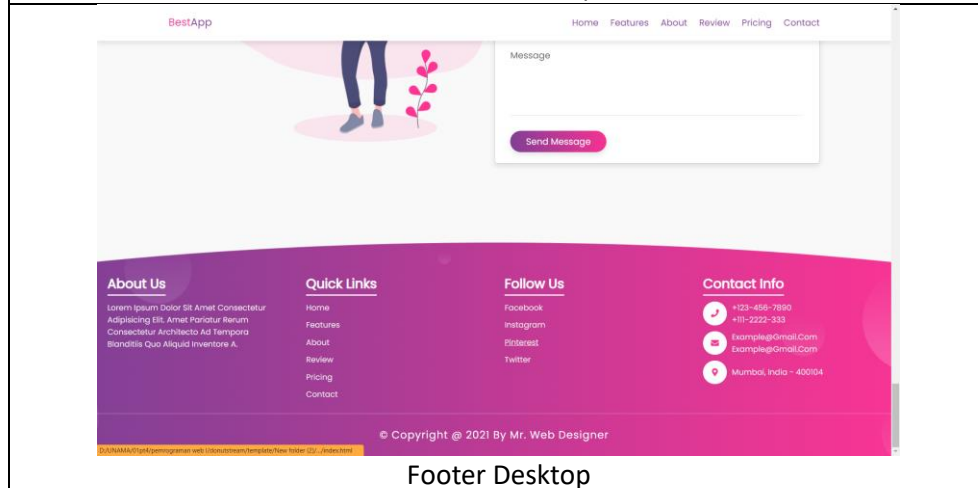 BestApp
Home Features About Review Pricing Contact
Message
Send Message
About Us
Lorem Ipsum Dolor Sit Amet Consectetur
Adipisicing Elit. Amet Pariatur Rerum
Consectetur Architecto Ad Tempora
Blanditiis Quo Aliquid Inventore A.
Quick Links
Home
Features
About
Review
Pricing
Contact
Follow Us
Facebook
Instagram
Pinterest
Twitter
Contact Info
+123-456-7890
+111-2222-333
Example@Gmail.Com
Example@Gmail.Com
Mumbai, India - 400104
© Copyright @ 2021 By Mr. Web Designer
Footer Desktop